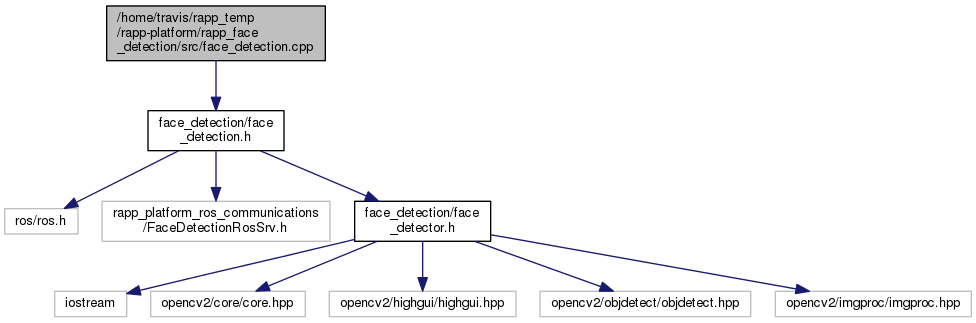 /home/travis/rapp_temp
/rapp-platform/rapp_face
_detection/src/face_detection.cpp
face_detection/face
_detection.h
ros/ros.h
rapp_platform_ros_communications
/FaceDetectionRosSrv.h
face_detection/face
_detector.h
iostream
opencv2/core/core.hpp
opencv2/highgui/highgui.hpp
opencv2/objdetect/objdetect.hpp
opencv2/imgproc/imgproc.hpp